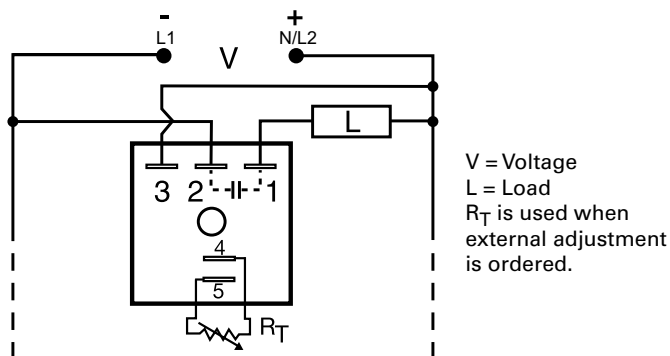 - +
L1 V N/L2
L
3 2 1
4
5
R_T
V = Voltage
L = Load
R_T is used when
external adjustment
is ordered.